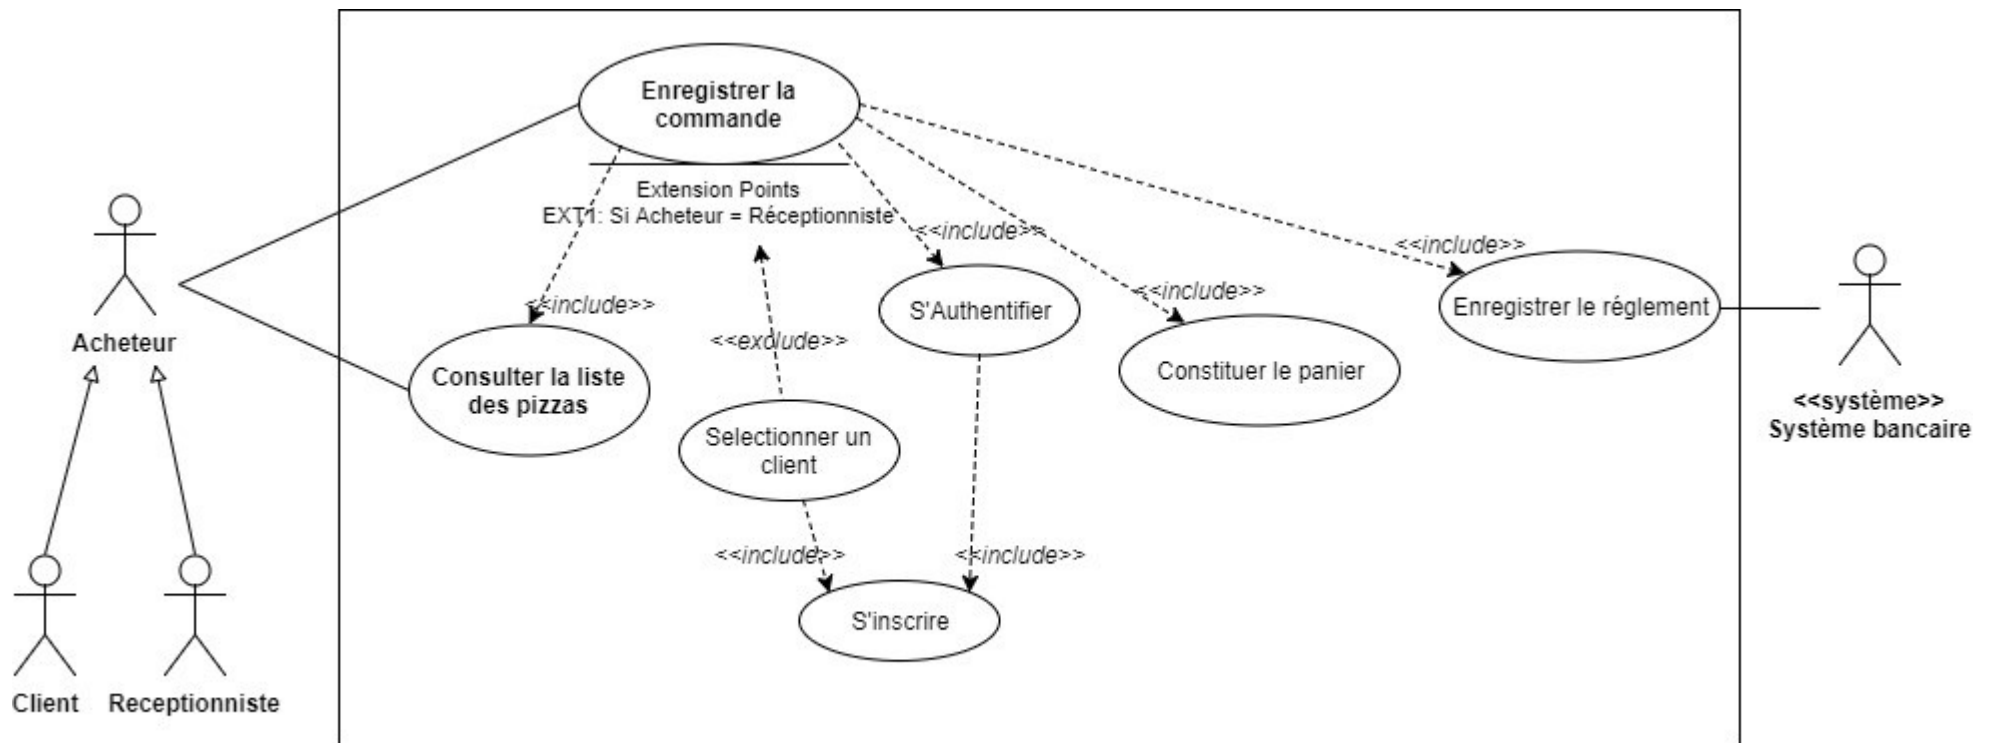 Enregistrer la
commande
Extension Points
EXT1: Si Acheteur = Réceptionniste
<<include>>
<<include>>
<<include>>
<<include>>
S'Authentifier
Constituer le panier
Enregistrer le réglement
Acheteur
Consulter la liste
des pizzas
<<exclude>>
<<système>>
Système bancaire
Selectionner un
client
<<include>>
<<include>>
S'inscrire
Client
Receptionniste